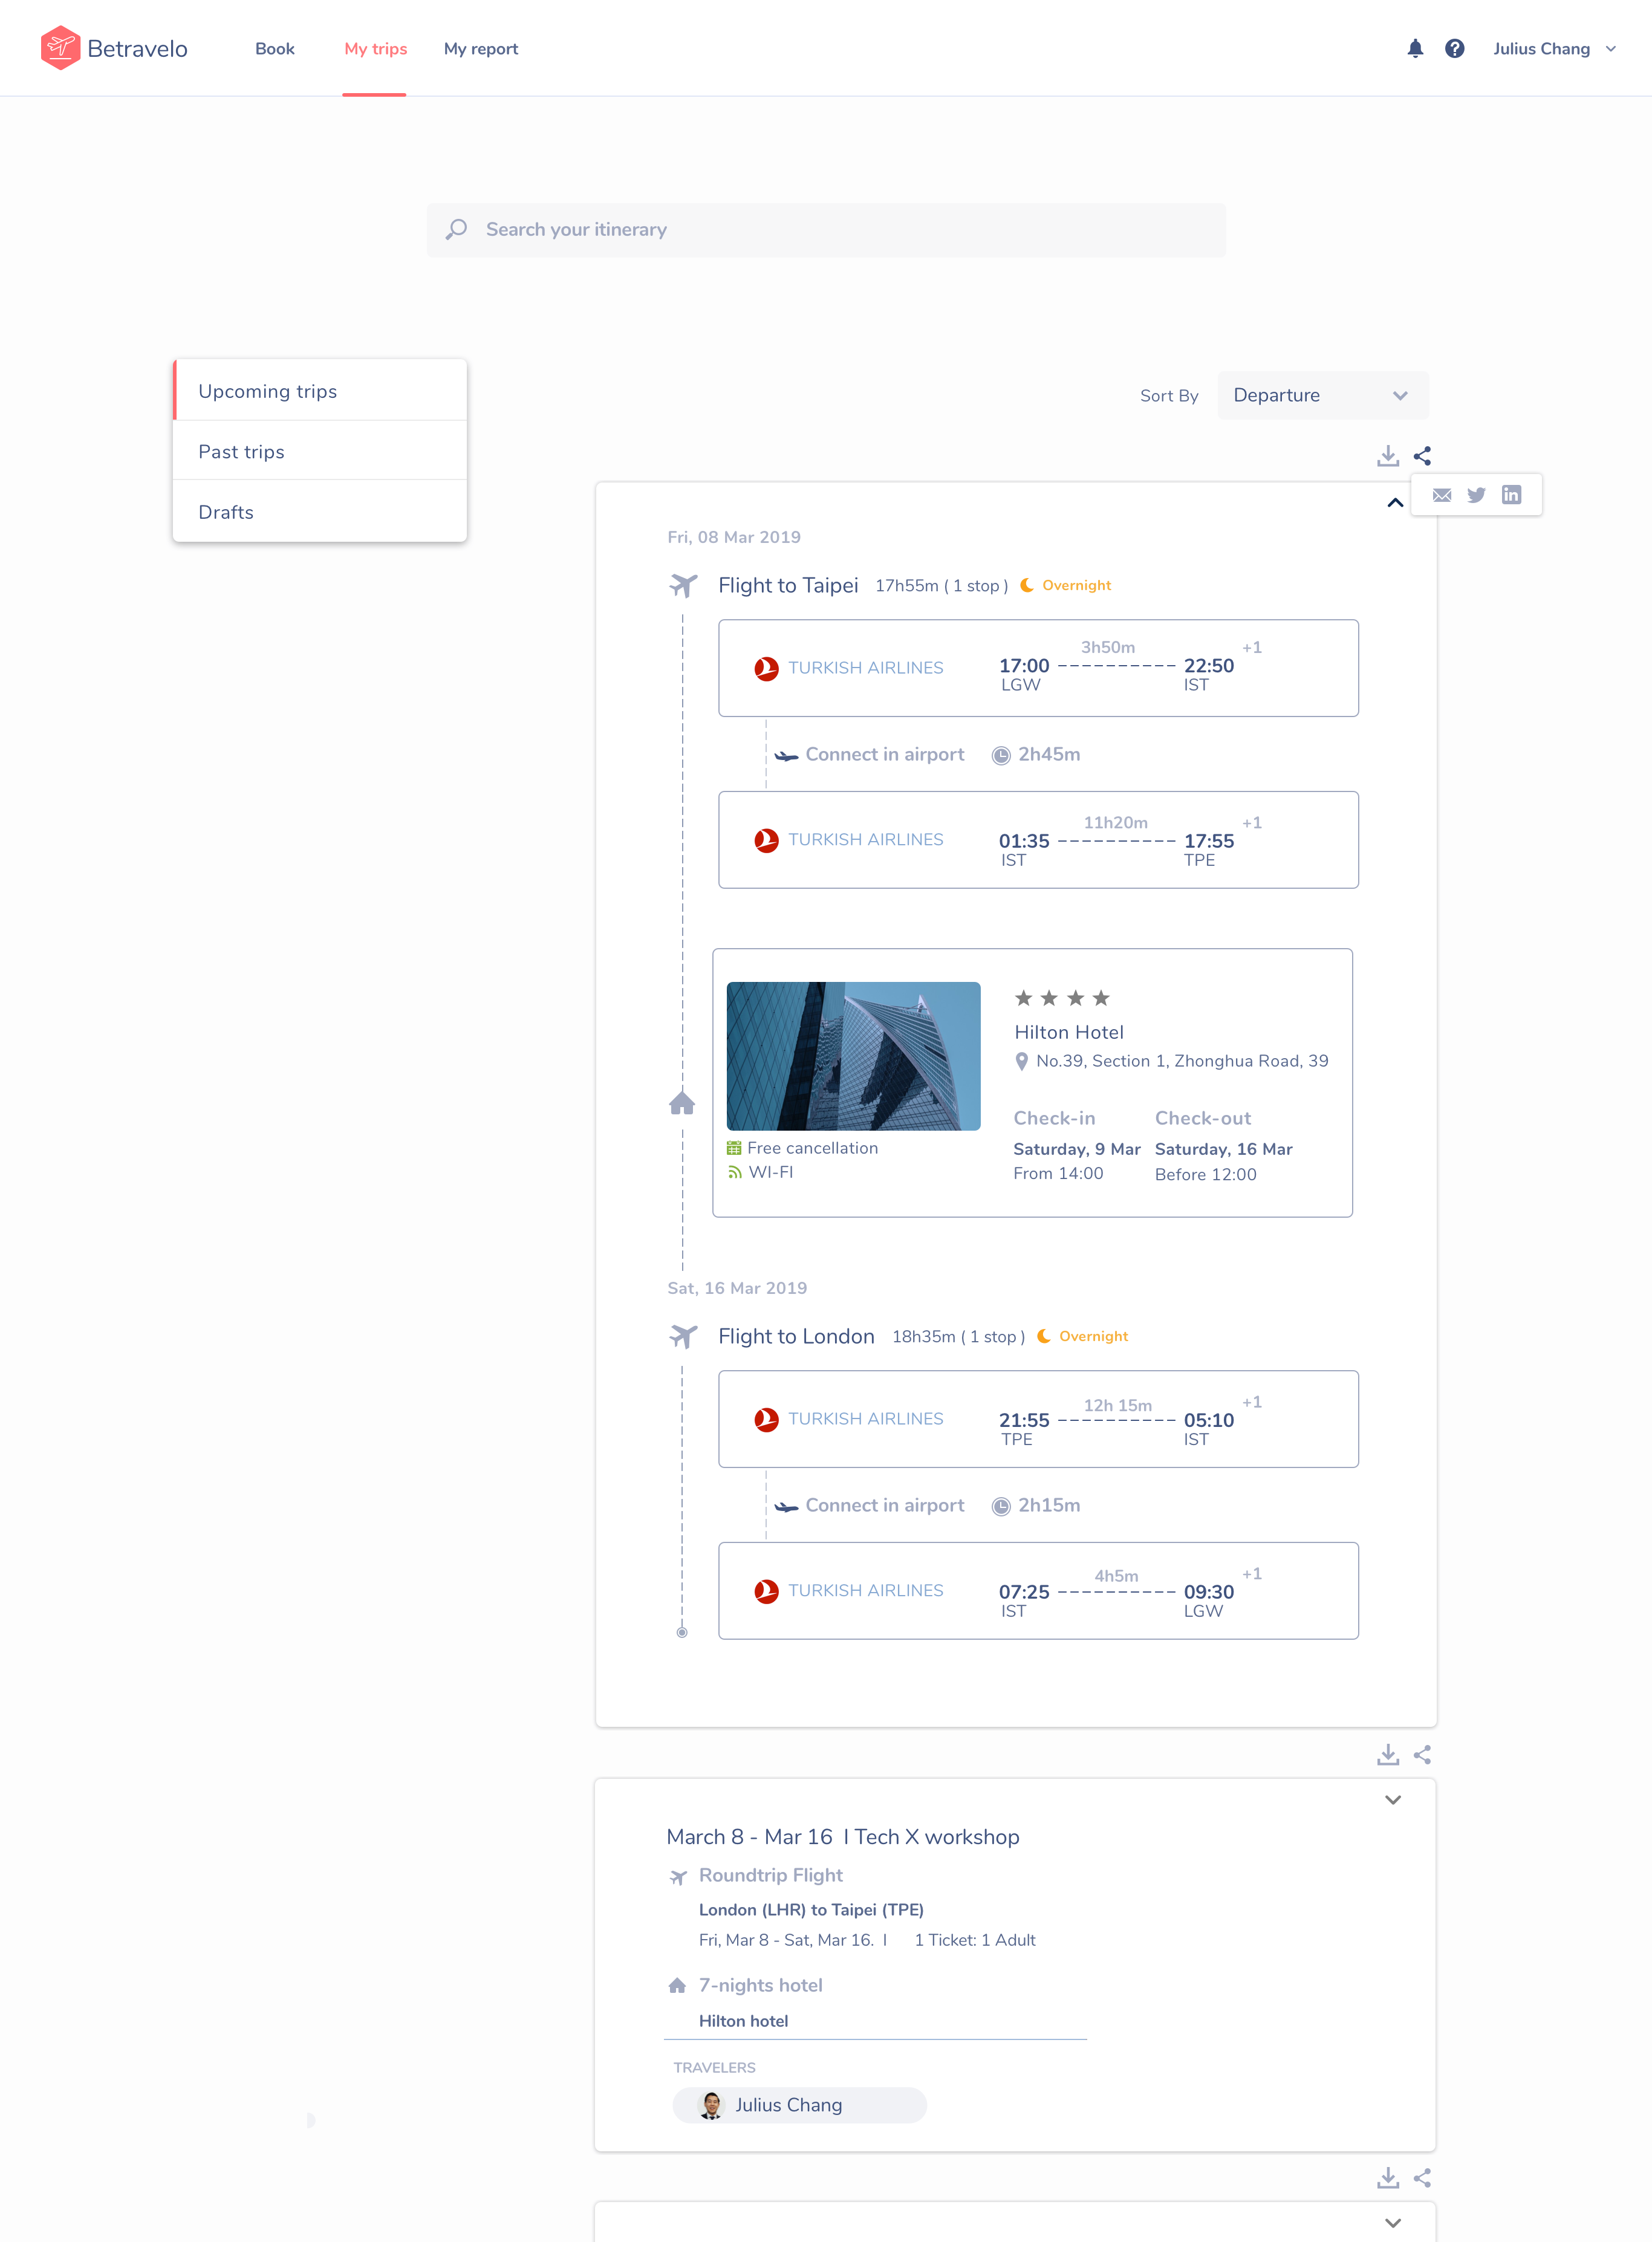 Betravelo Book My trips My report Julius Chang
Search your itinerary
Upcoming trips
Past trips
Drafts
Sort By Departure
Fri, 08 Mar 2019
Flight to Taipei 17h55m ( 1 stop ) Overnight
TURKISH AIRLINES
3h50m +1
17:00 22:50
LGW IST
Connect in airport 2h45m
TURKISH AIRLINES
11h20m +1
01:35 17:55
IST TPE
Hilton Hotel
No.39, Section 1, Zhonghua Road, 39
Check-in Check-out
Saturday, 9 Mar Saturday, 16 Mar
From 14:00 Before 12:00
Free cancellation
WI-FI
Sat, 16 Mar 2019
Flight to London 18h35m ( 1 stop ) Overnight
TURKISH AIRLINES
12h 15m +1
21:55 05:10
TPE IST
Connect in airport 2h15m
TURKISH AIRLINES
4h5m +1
07:25 09:30
IST LGW
March 8 - Mar 16 I Tech X workshop
Roundtrip Flight
London (LHR) to Taipei (TPE)
Fri, Mar 8 - Sat, Mar 16. I 1 Ticket: 1 Adult
7-nights hotel
Hilton hotel
TRAVELERS
Julius Chang